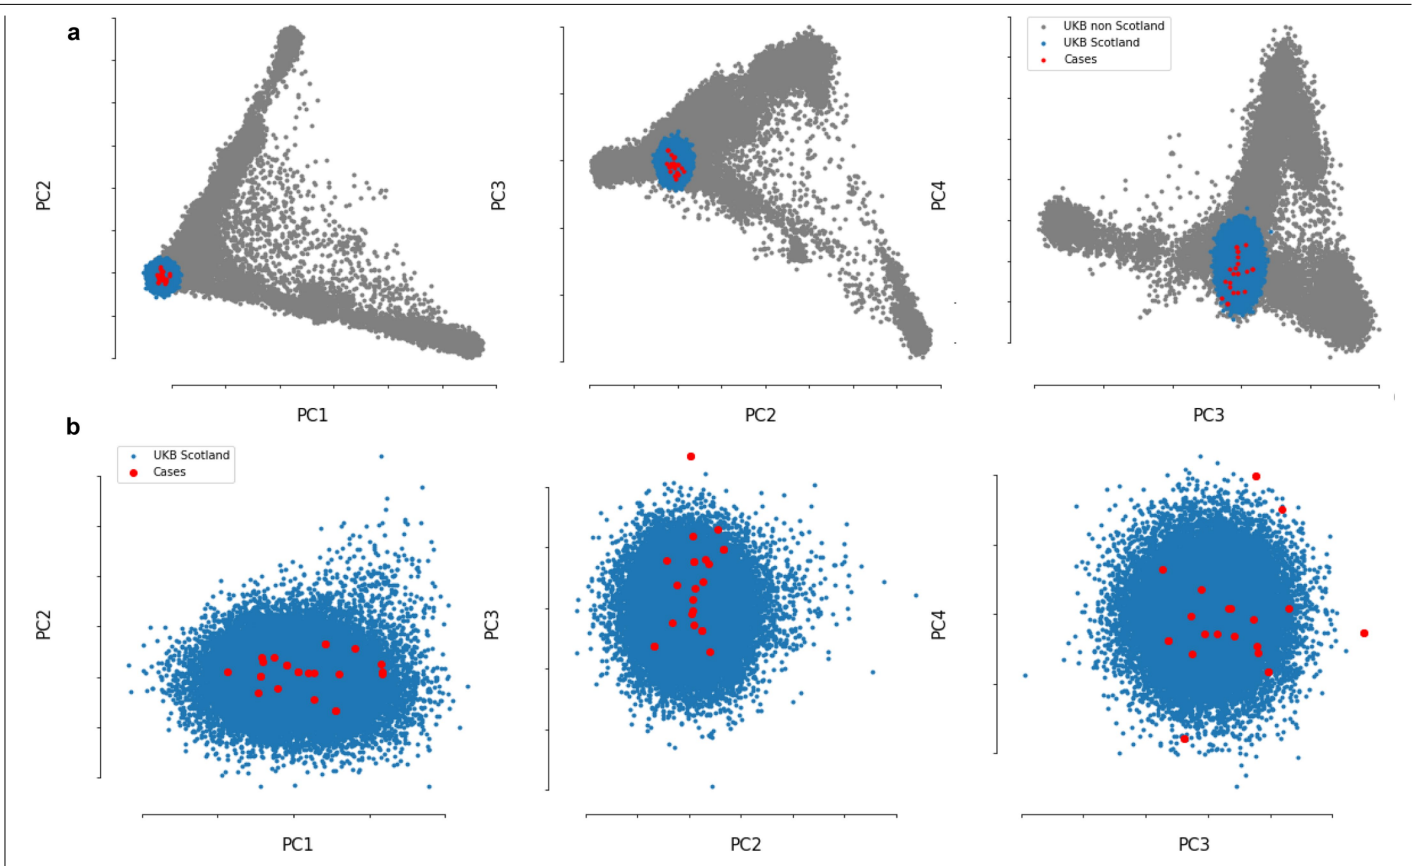 a
PC2
PC1
PC3
PC2
PC4
UKB non Scotland
UKB Scotland
Cases
PC3
b
UKB Scotland
Cases
PC2
PC1
PC3
PC2
PC4
PC3